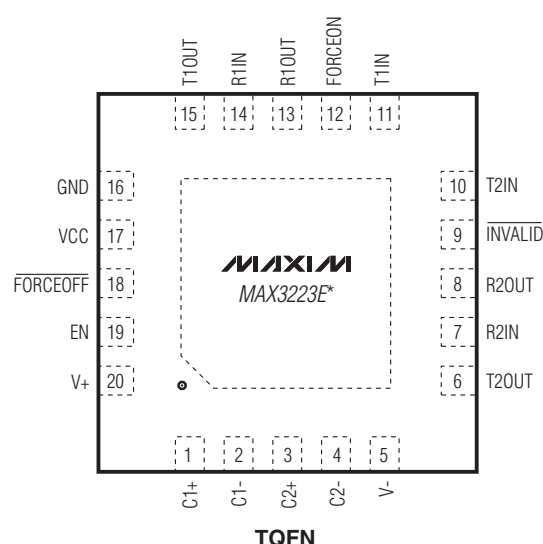 T1OUT R1IN R1OUT FORCEON T1IN
15 14 13 12 11
GND 16 10 T2IN
VCC 17 9 INVALID
FORCEOFF 18 8 R2OUT
EN 19 7 R2IN
V+ 20 6 T2OUT
MAXIM
MAX3223E*
1 2 3 4 5
C1+ C1- C2+ C2- V-
TQFN